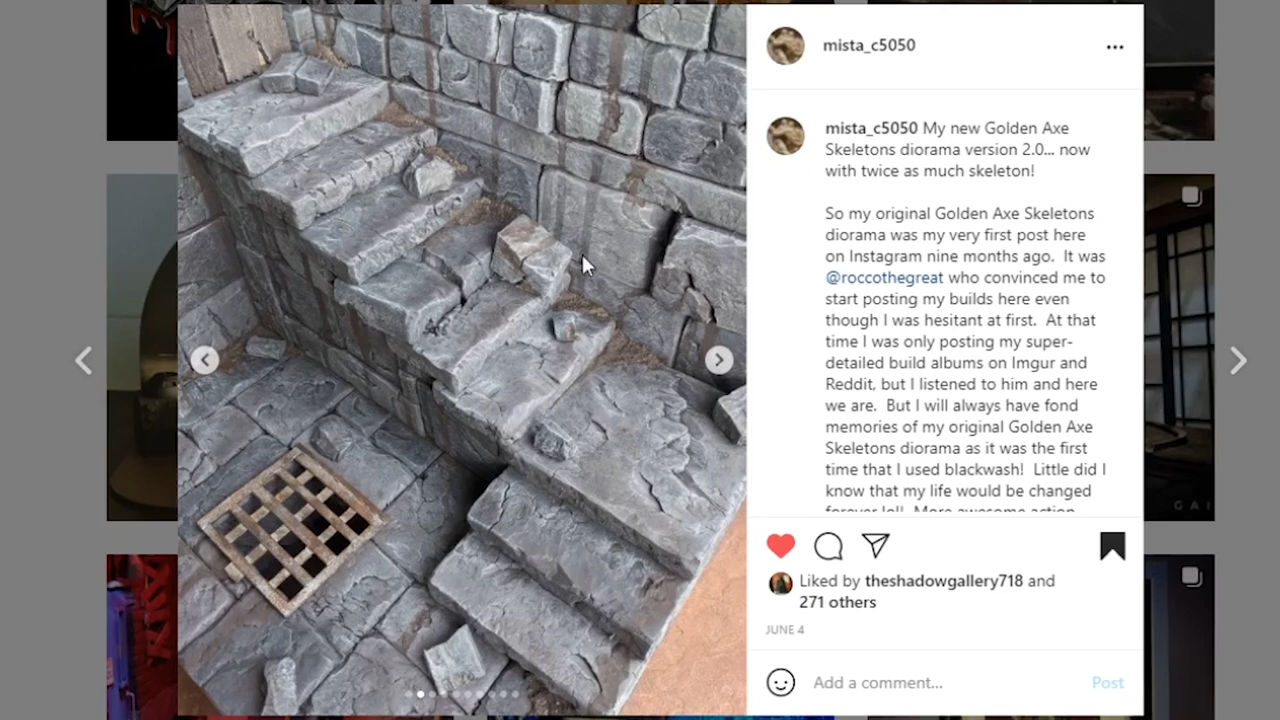 mista_c5050
mista_c5050 My new Golden Axe
Skeletons diorama version 2.0... now
with twice as much skeleton!
So my original Golden Axe Skeletons
diorama was my very first post here
on Instagram nine months ago. It was
@roccothegreat who convinced me to
start posting my builds here even
though I was hesitant at first. At that
time I was only posting my super-
detailed build albums on Imgur and
Reddit, but I listened to him and here
we are. But I will always have fond
memories of my original Golden Axe
Skeletons diorama as it was the first
time that I used blackwash! Little did I
know that my life would be changed
forever lol! More awesome action
Liked by theshadowgallery718 and
271 others
JUNE 4
Add a comment...
Post
GAI